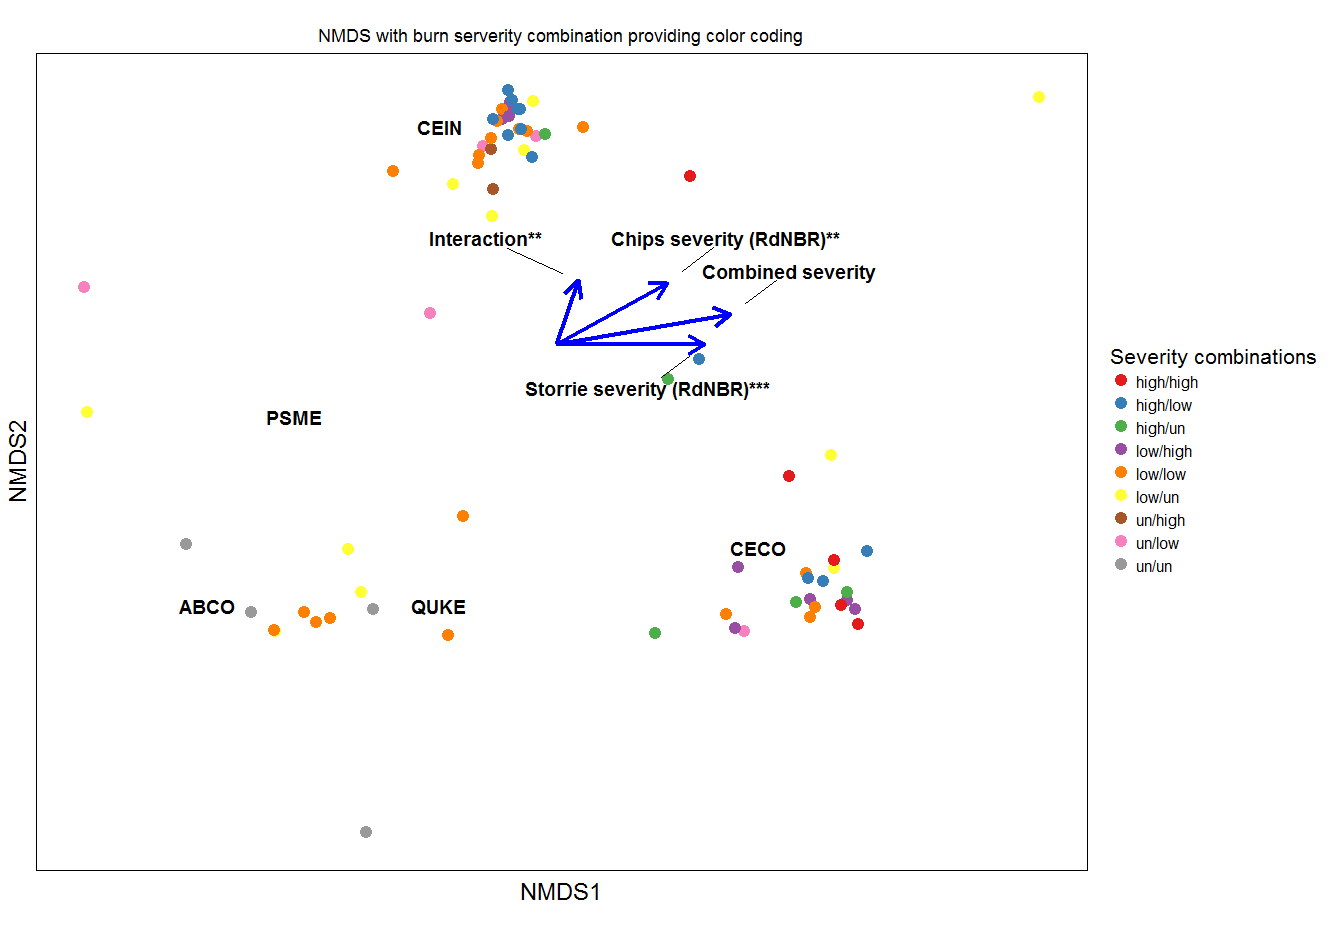 NMDS with burn serverity combination providing color coding
CEIN
Interaction**
Chips severity (RdNBR)**
Combined severity
Storrie severity (RdNBR)***
PSME
CECO
ABCO
QUKE
NMDS2
NMDS1
Severity combinations
high/high
high/low
high/un
low/high
low/low
low/un
un/high
un/low
un/un